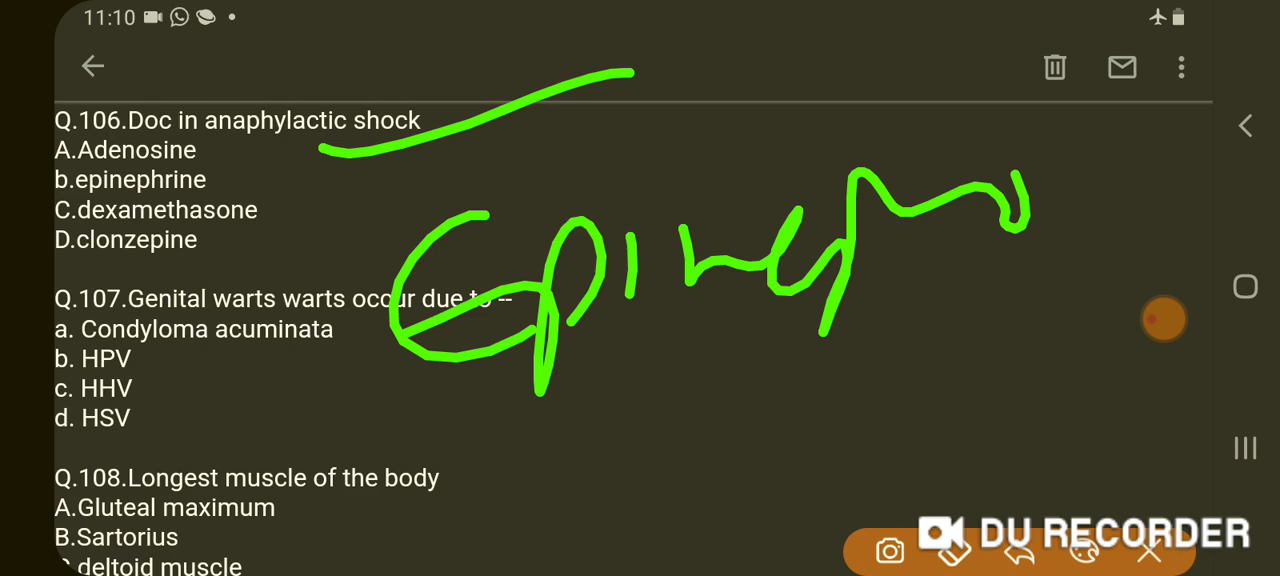 11:10
Q.106.Doc in anaphylactic shock
A.Adenosine
b.epinephrine
C.dexamethasone
D.clonzepine
Q.107.Genital warts warts occur due to --
a. Condyloma acuminata
b. HPV
c. HHV
d. HSV
Q.108.Longest muscle of the body
A.Gluteal maximum
B.Sartorius
deltoid muscle
DU RECORDER